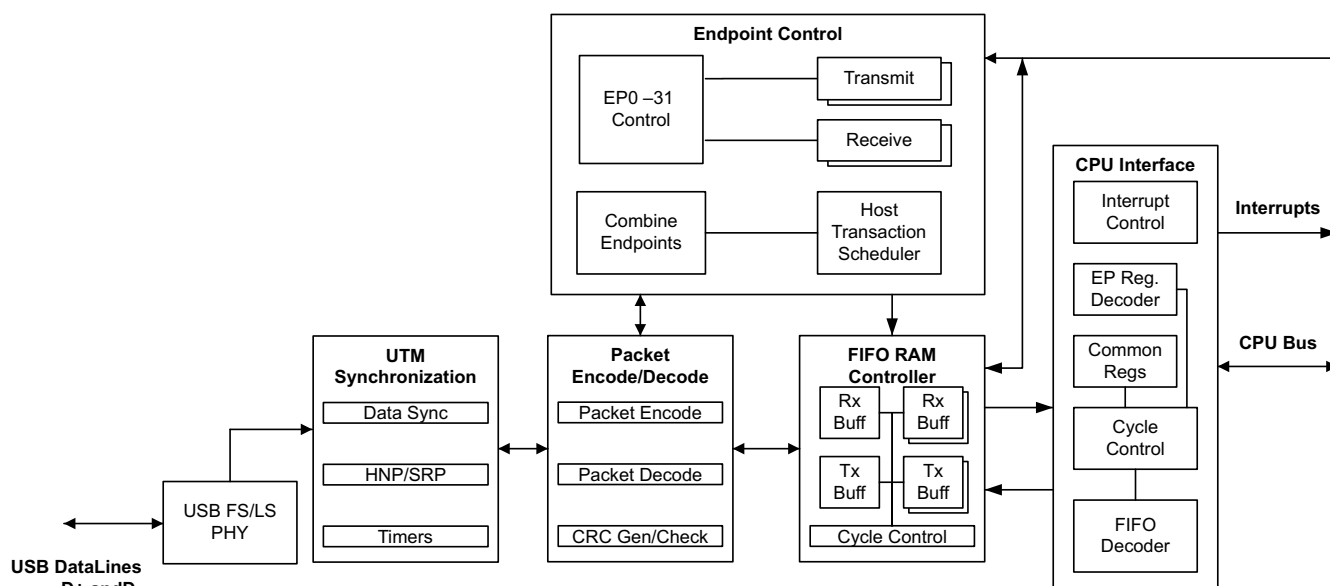 Endpoint Control
EP0 –31
Control
Transmit
Receive
Combine
Endpoints
Host
Transaction
Scheduler
CPU Interface
Interrupt
Control
Interrupts
EP Reg.
Decoder
Common
Regs
CPU Bus
Cycle
Control
FIFO
Decoder
UTM
Synchronization
Data Sync
HNP/SRP
Timers
Packet
Encode/Decode
Packet Encode
Packet Decode
CRC Gen/Check
FIFO RAM
Controller
Rx
Buff
Rx
Buff
Tx
Buff
Tx
Buff
Cycle Control
USB FS/LS
PHY
USB DataLines